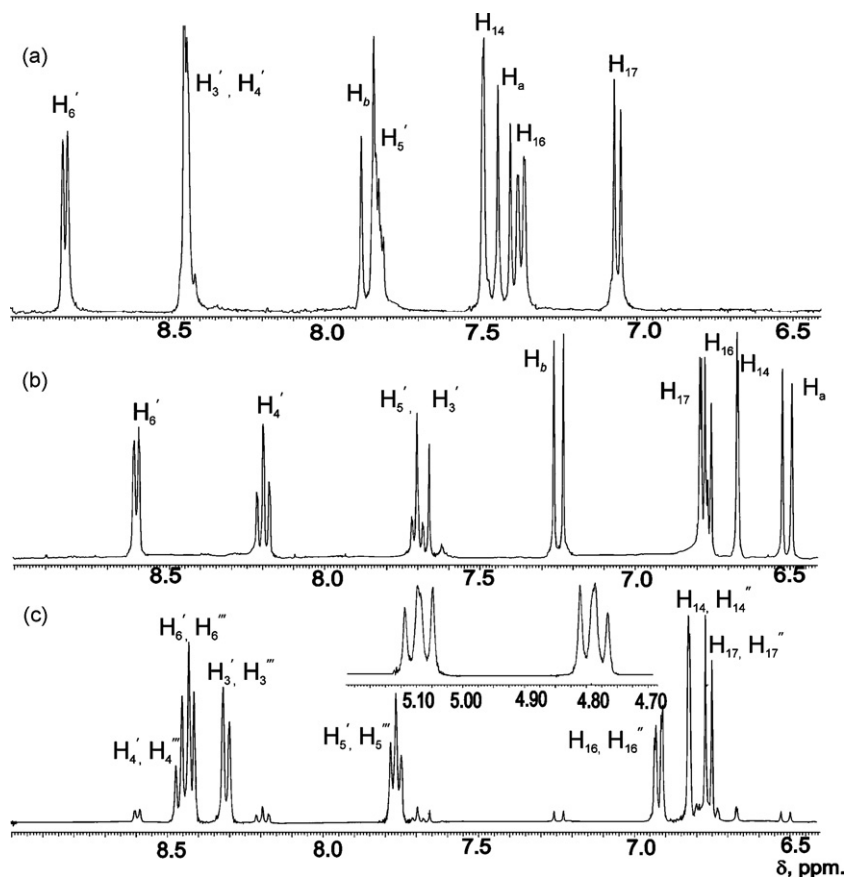 (a)
H₆′
H₃′, H₄′
H_b
H₅′
H₁₄
Hₐ
H₁₆
H₁₇
8.5 8.0 7.5 7.0 6.5
(b)
H₆′
H₄′
H₅′, H₃′
H_b
H₁₇
H₁₆
H₁₄
Hₐ
8.5 8.0 7.5 7.0 6.5
(c)
H₄′, H₄‴
H₆′, H₆‴
H₃′, H₃‴
H₅′, H₅‴
5.10 5.00 4.90 4.80 4.70
H₁₆, H₁₆″
H₁₄, H₁₄″
H₁₇, H₁₇″
8.5 8.0 7.5 7.0 6.5
δ, ppm.